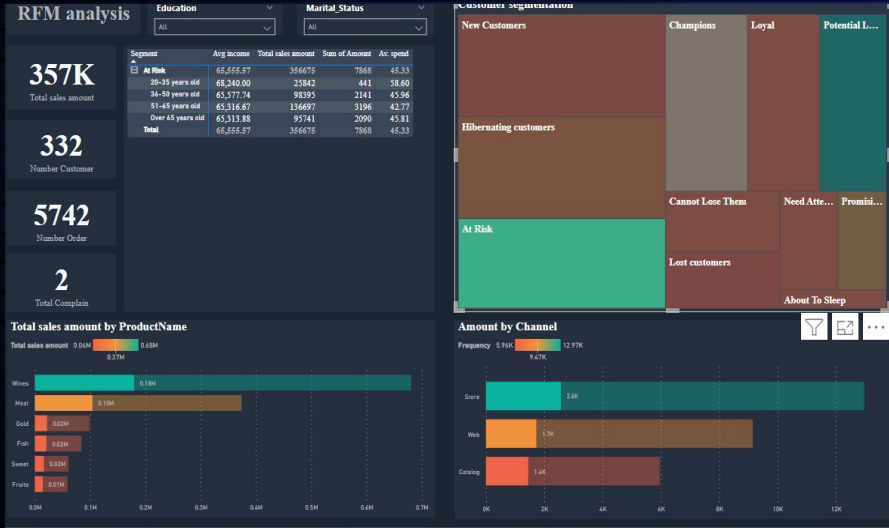 RFM analysis
Education
All
Marital_Status
All
Customer segmentation
357K
Total sales amount
332
Number Customer
5742
Number Order
2
Total Complain
Segment Avg income Total sales amount Sum of Amount Av. spend
At Risk 65,555.57 356675 7868 45.33
20-35 years old 68,240.00 25842 441 58.60
36-50 years old 65,577.74 98395 2141 45.96
51-65 years old 65,316.67 136697 3196 42.77
Over 65 years old 65,313.88 95741 2090 45.81
Total 65,555.57 356675 7868 45.33
New Customers
Champions
Loyal
Potential L...
Hibernating customers
At Risk
Cannot Lose Them
Need Atte...
Promisi...
Lost customers
About To Sleep
Total sales amount by ProductName
Total sales amount 0.06M 0.68M
0.37M
Wines 0.18M
Meat 0.10M
Gold 0.02M
Fish 0.02M
Sweet 0.02M
Fruits 0.01M
0.0M 0.1M 0.2M 0.3M 0.4M 0.5M 0.6M 0.7M
Amount by Channel
Frequency 5.96K 12.97K
9.47K
Store 2.6K
Web 1.7K
Catalog 1.4K
0K 2K 4K 6K 8K 10K 12K